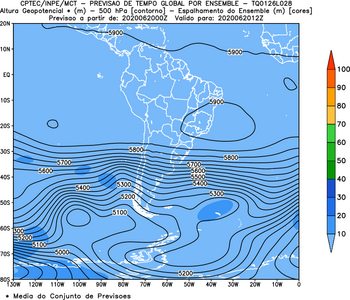 CPTEC/INPE/MCT - PREVISAO DE TEMPO GLOBAL POR ENSEMBLE - TQ0126L028
Altura Geopotencial * (m) - 500 hPa [contorno] - Espalhamento do Ensemble (m) [cores]
Previsao a partir de: 2020062000Z Valido para: 2020062012Z
20N
10N
EQ
10S
20S
30S
40S
50S
60S
70S
80S
5900
5900
5900
5800
5800
5700
5700
5600
5600
5500
5400
5400
5300
5300
5200
5200
5100
5100
5000
5200
130W
120W
110W
100W
90W
80W
70W
60W
50W
40W
30W
20W
10W
0
100
90
80
70
60
50
40
30
20
10
* Media do Conjunto de Previsoes